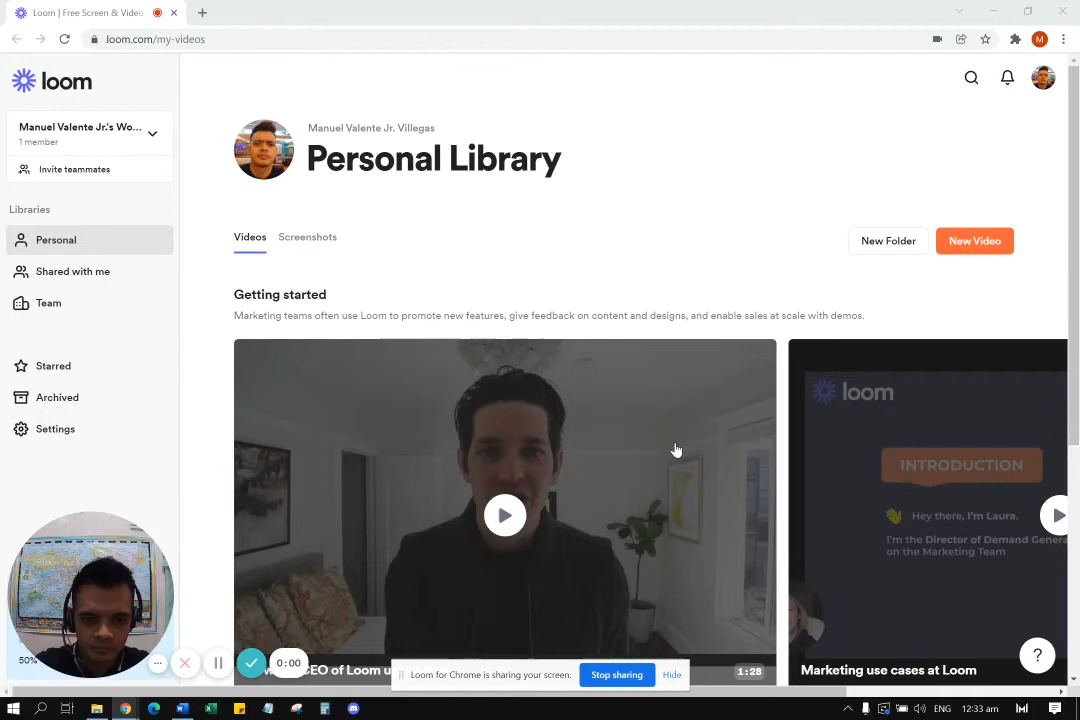 Loom | Free Screen & Video
loom.com/my-videos
M
loom
Manuel Valente Jr.'s Wo...
1 member
Invite teammates
Libraries
Personal
Shared with me
Team
Starred
Archived
Settings
50%
Manuel Valente Jr. Villegas
Personal Library
Videos
Screenshots
New Folder
New Video
Getting started
Marketing teams often use Loom to promote new features, give feedback on content and designs, and enable sales at scale with demos.
loom
INTRODUCTION
Hey there, I'm Laura.
I'm the Director of Demand Genera
on the Marketing Team
0:00
CEO of Loom
1:28
Marketing use cases at Loom
?
Loom for Chrome is sharing your screen.
Stop sharing
Hide
ENG
12:33 am